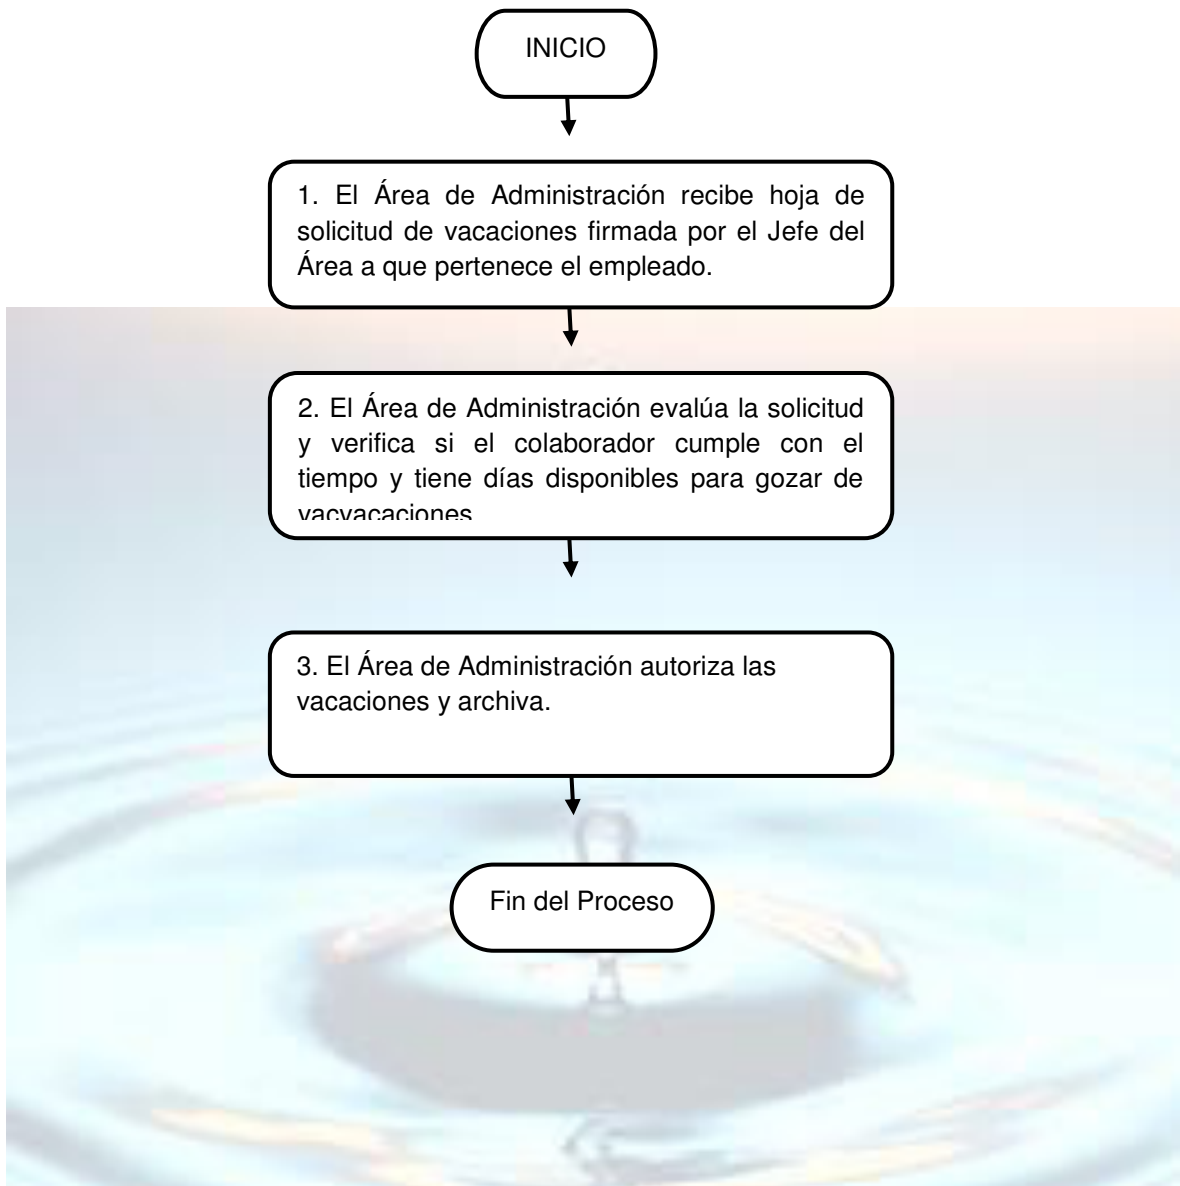 INICIO
1. El Área de Administración recibe hoja de
solicitud de vacaciones firmada por el Jefe del
Área a que pertenece el empleado.
2. El Área de Administración evalúa la solicitud
y verifica si el colaborador cumple con el
tiempo y tiene días disponibles para gozar de
vacvacaciones
3. El Área de Administración autoriza las
vacaciones y archiva.
Fin del Proceso